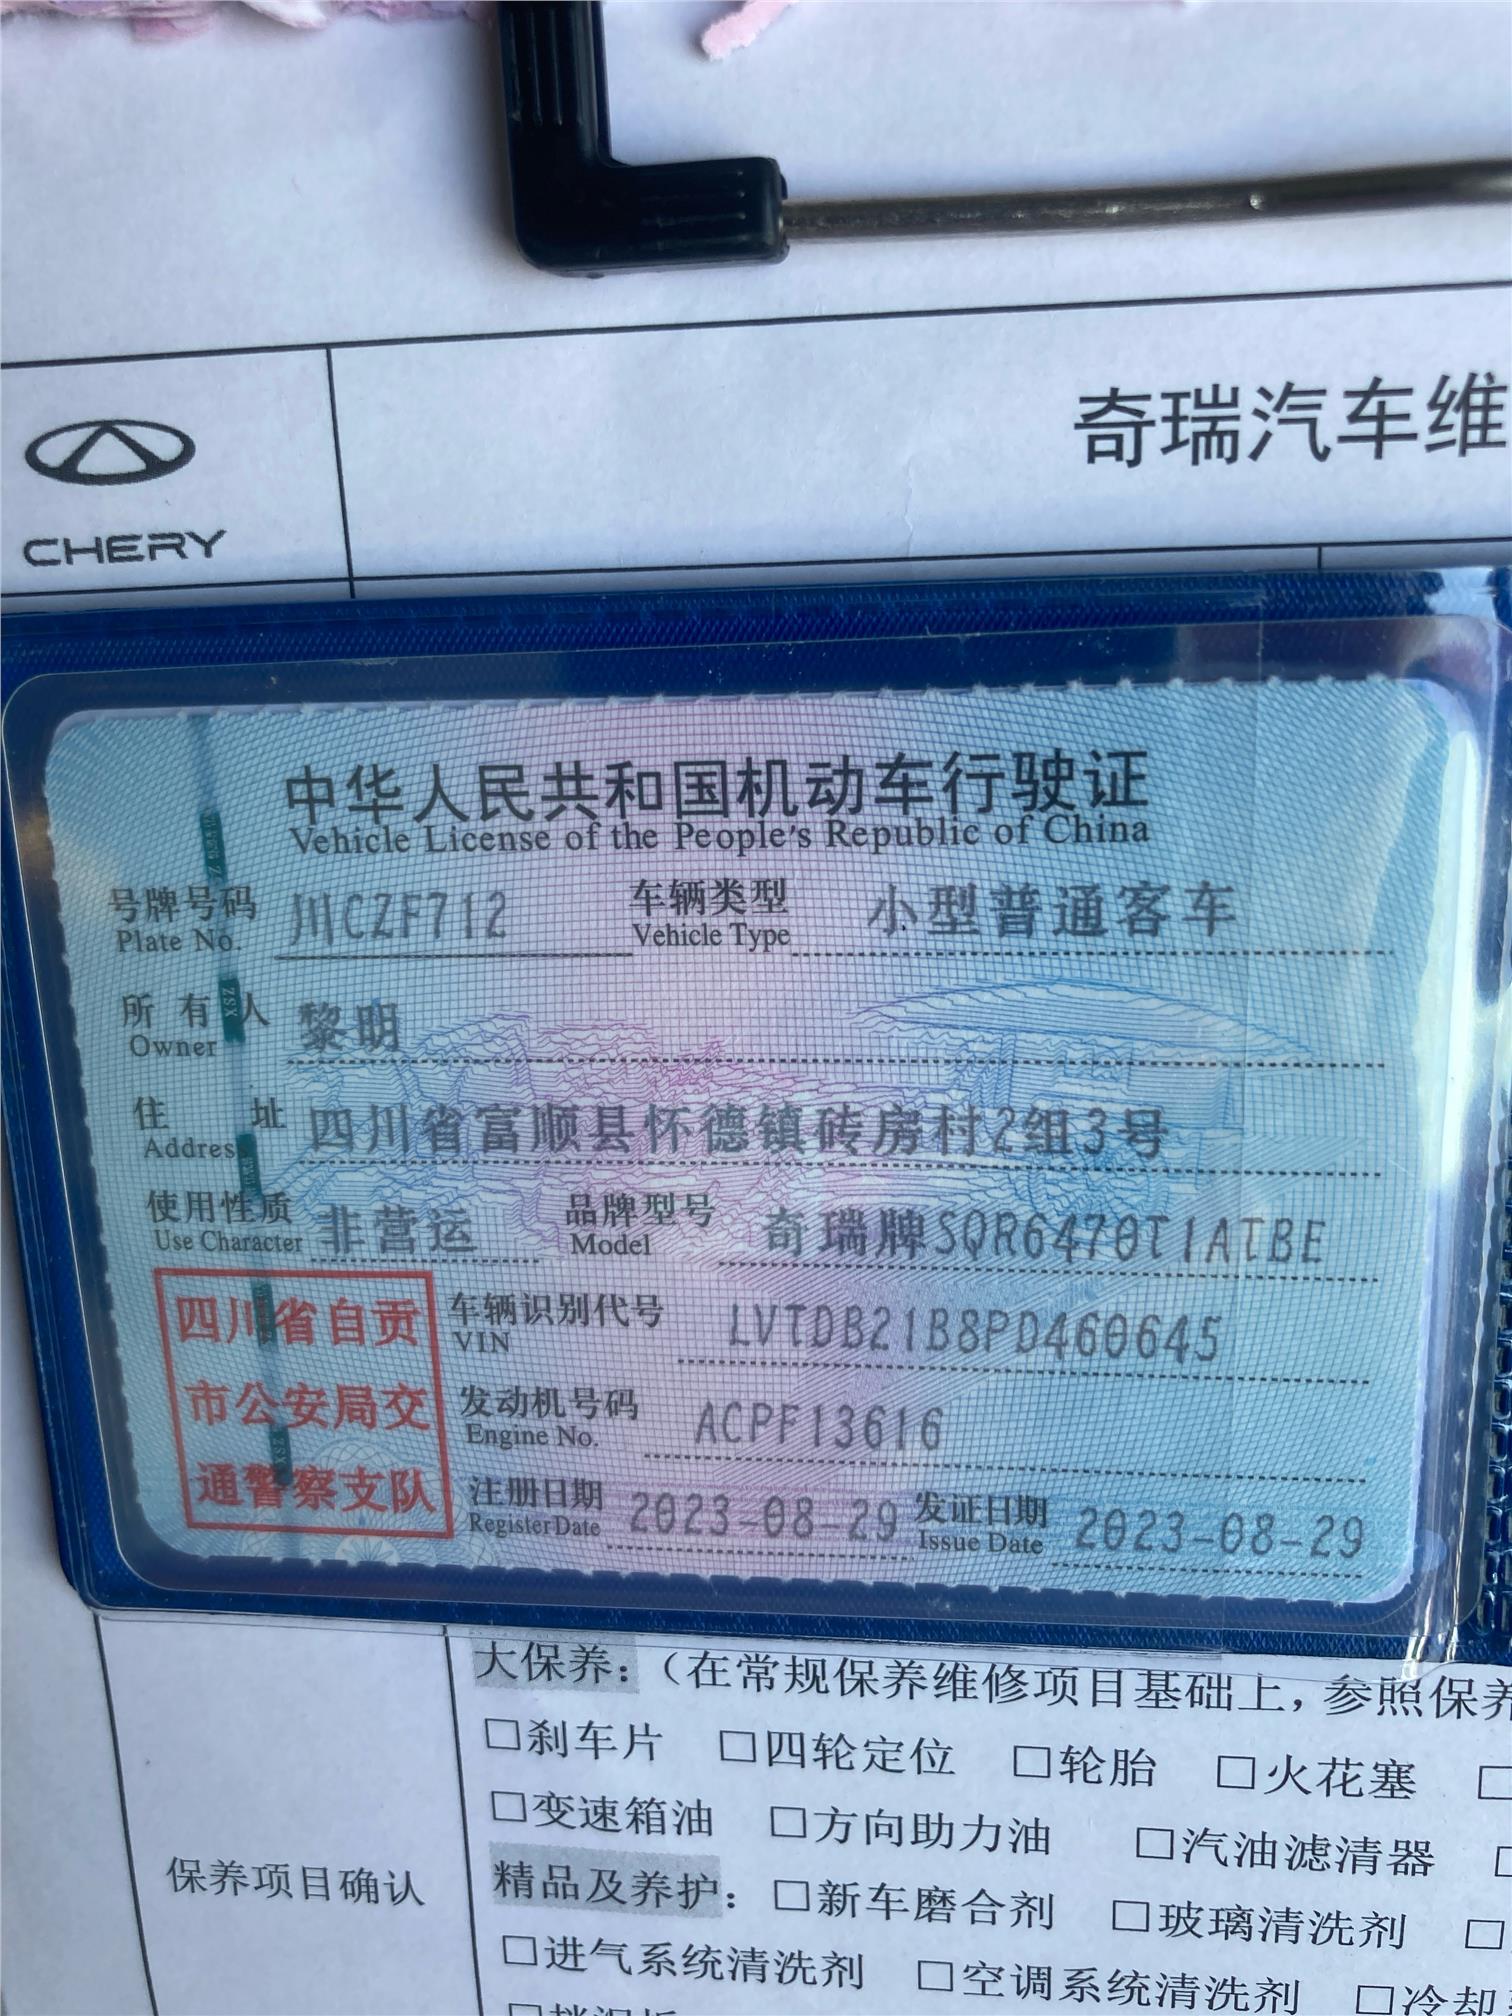 CHERY
奇瑞汽车维
中华人民共和国机动车行驶证
Vehicle License of the People's Republic of China
号牌号码 川CZF712 车辆类型 小型普通客车
Plate No. Vehicle Type
所有人 黎明
Owner
住址 四川省富顺县怀德镇砖房村2组3号
Address
使用性质 非营运 品牌型号 奇瑞牌SQR6470T1ATBE
Use Character Model
四川省自贡
市公安局交
通警察支队
车辆识别代号 LVTDB21B8PD460645
VIN
发动机号码 ACPF13616
Engine No.
注册日期 2023-08-29 发证日期 2023-08-29
Register Date Issue Date
大保养：（在常规保养维修项目基础上，参照保养
□刹车片 □四轮定位 □轮胎 □火花塞
□变速箱油 □方向助力油 □汽油滤清器
保养项目确认
精品及养护：□新车磨合剂 □玻璃清洗剂
□进气系统清洗剂 □空调系统清洗剂 □冷却